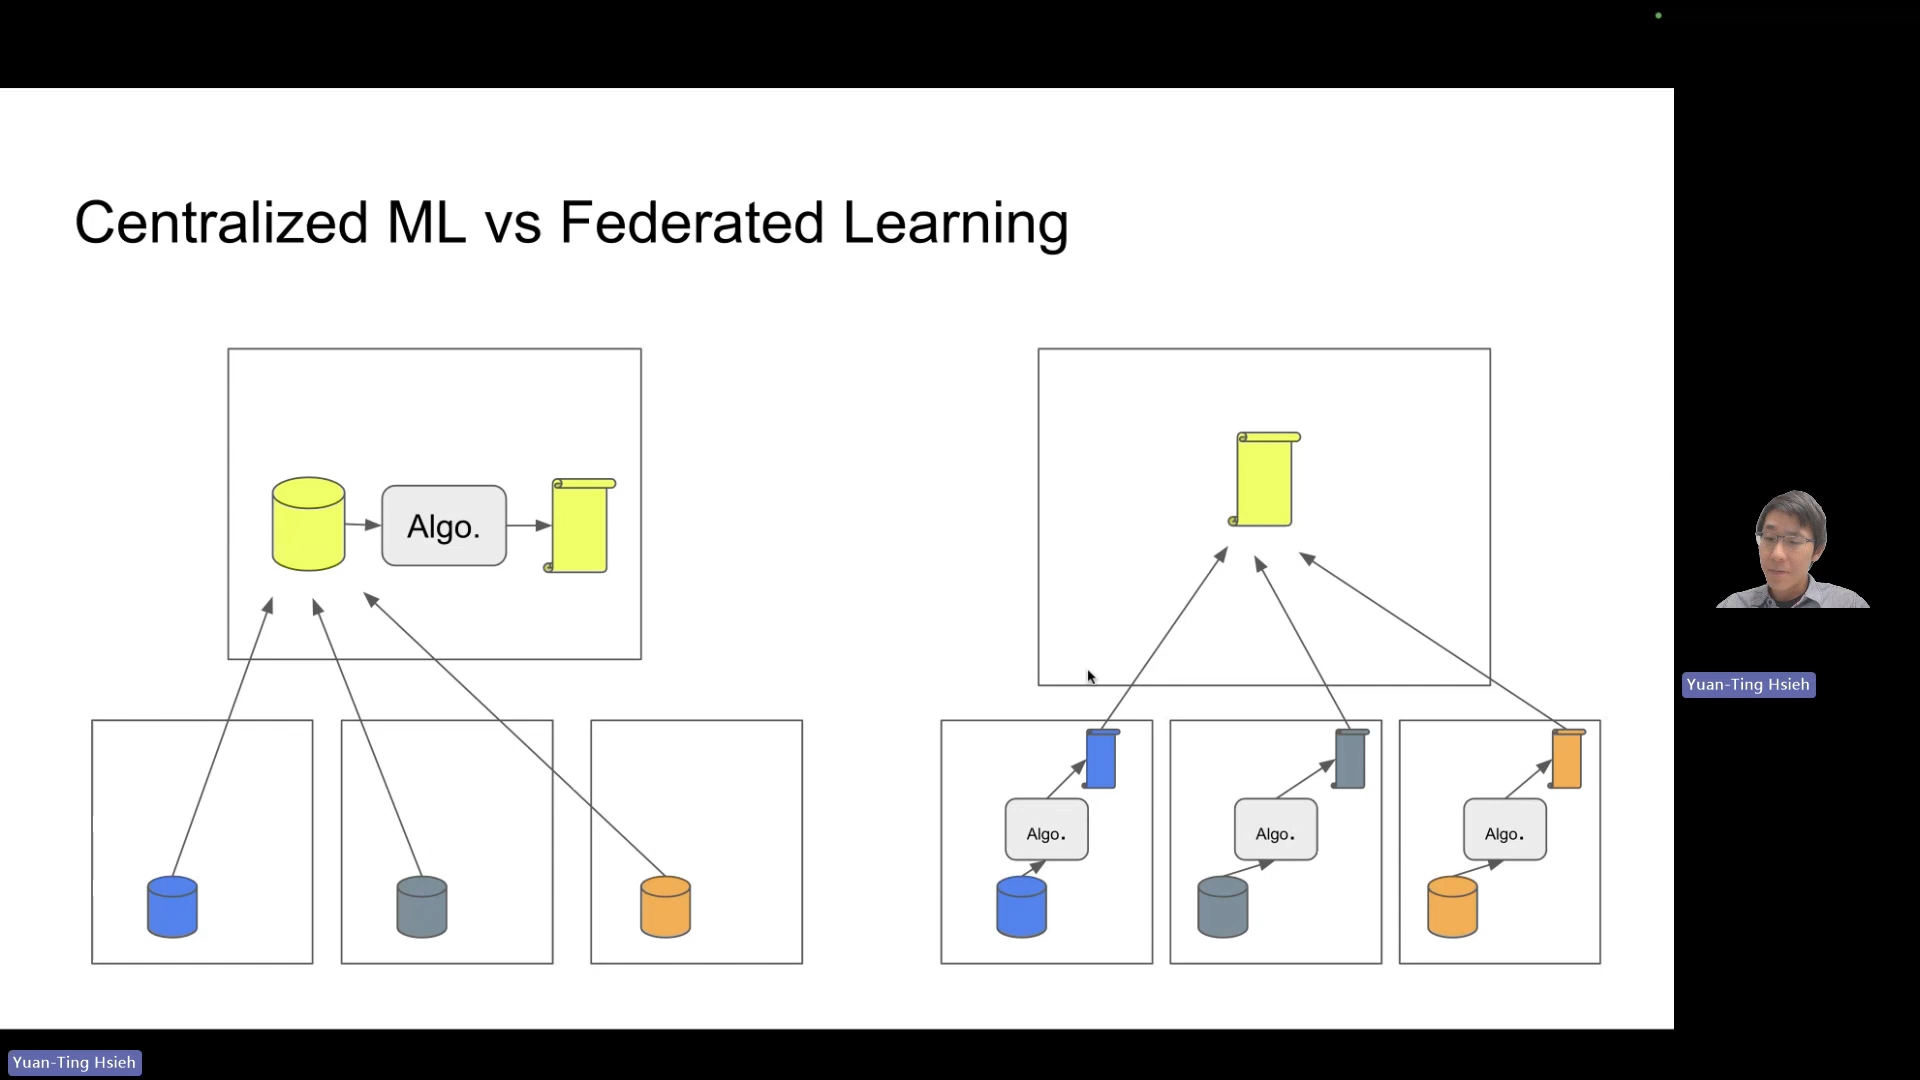 Centralized ML vs Federated Learning
Algo.
Algo.
Algo.
Algo.
Yuan-Ting Hsieh
Yuan-Ting Hsieh